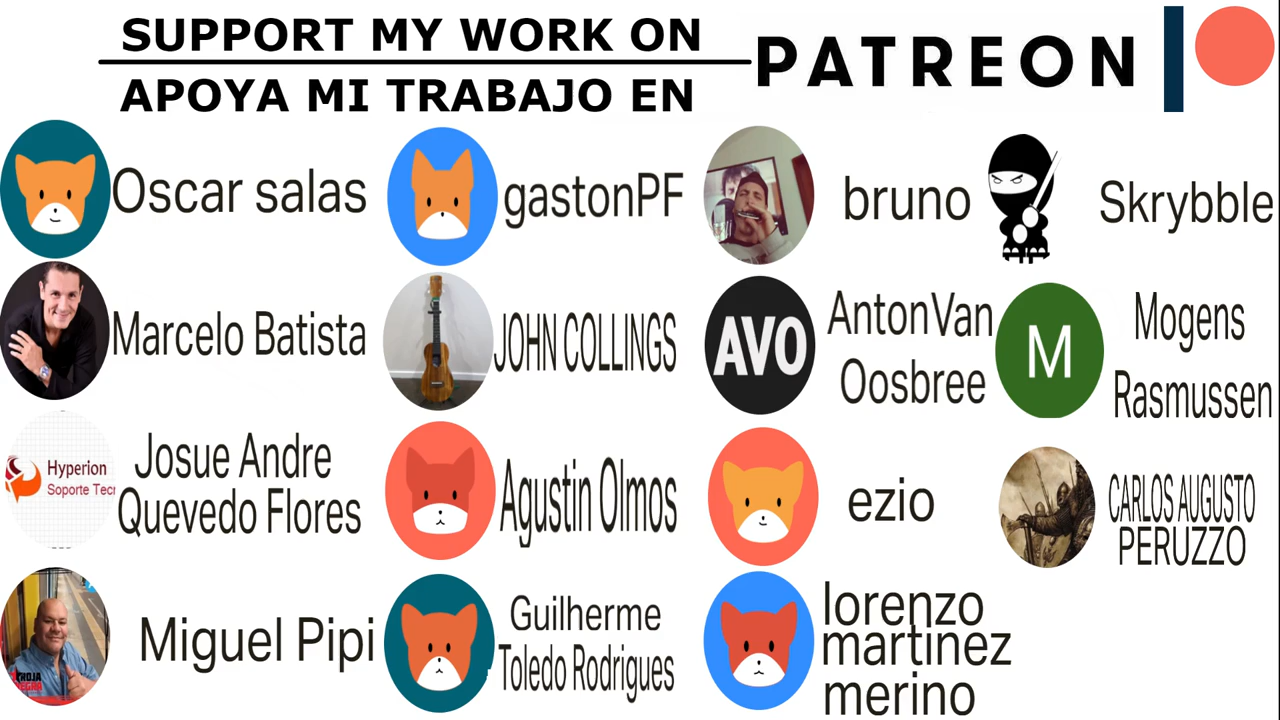 SUPPORT MY WORK ON
APOYA MI TRABAJO EN
PATREON
Oscar salas
gastonPF
bruno
Skrybble
Marcelo Batista
JOHN COLLINGS
AVO
AntonVan
Oosbree
M
Mogens
Rasmussen
Hyperion
Soporte Tecr
Josue Andre
Quevedo Flores
Agustin Olmos
ezio
CARLOS AUGUSTO
PERUZZO
Miguel Pipi
Guilherme
Toledo Rodrigues
lorenzo
martinez
merino